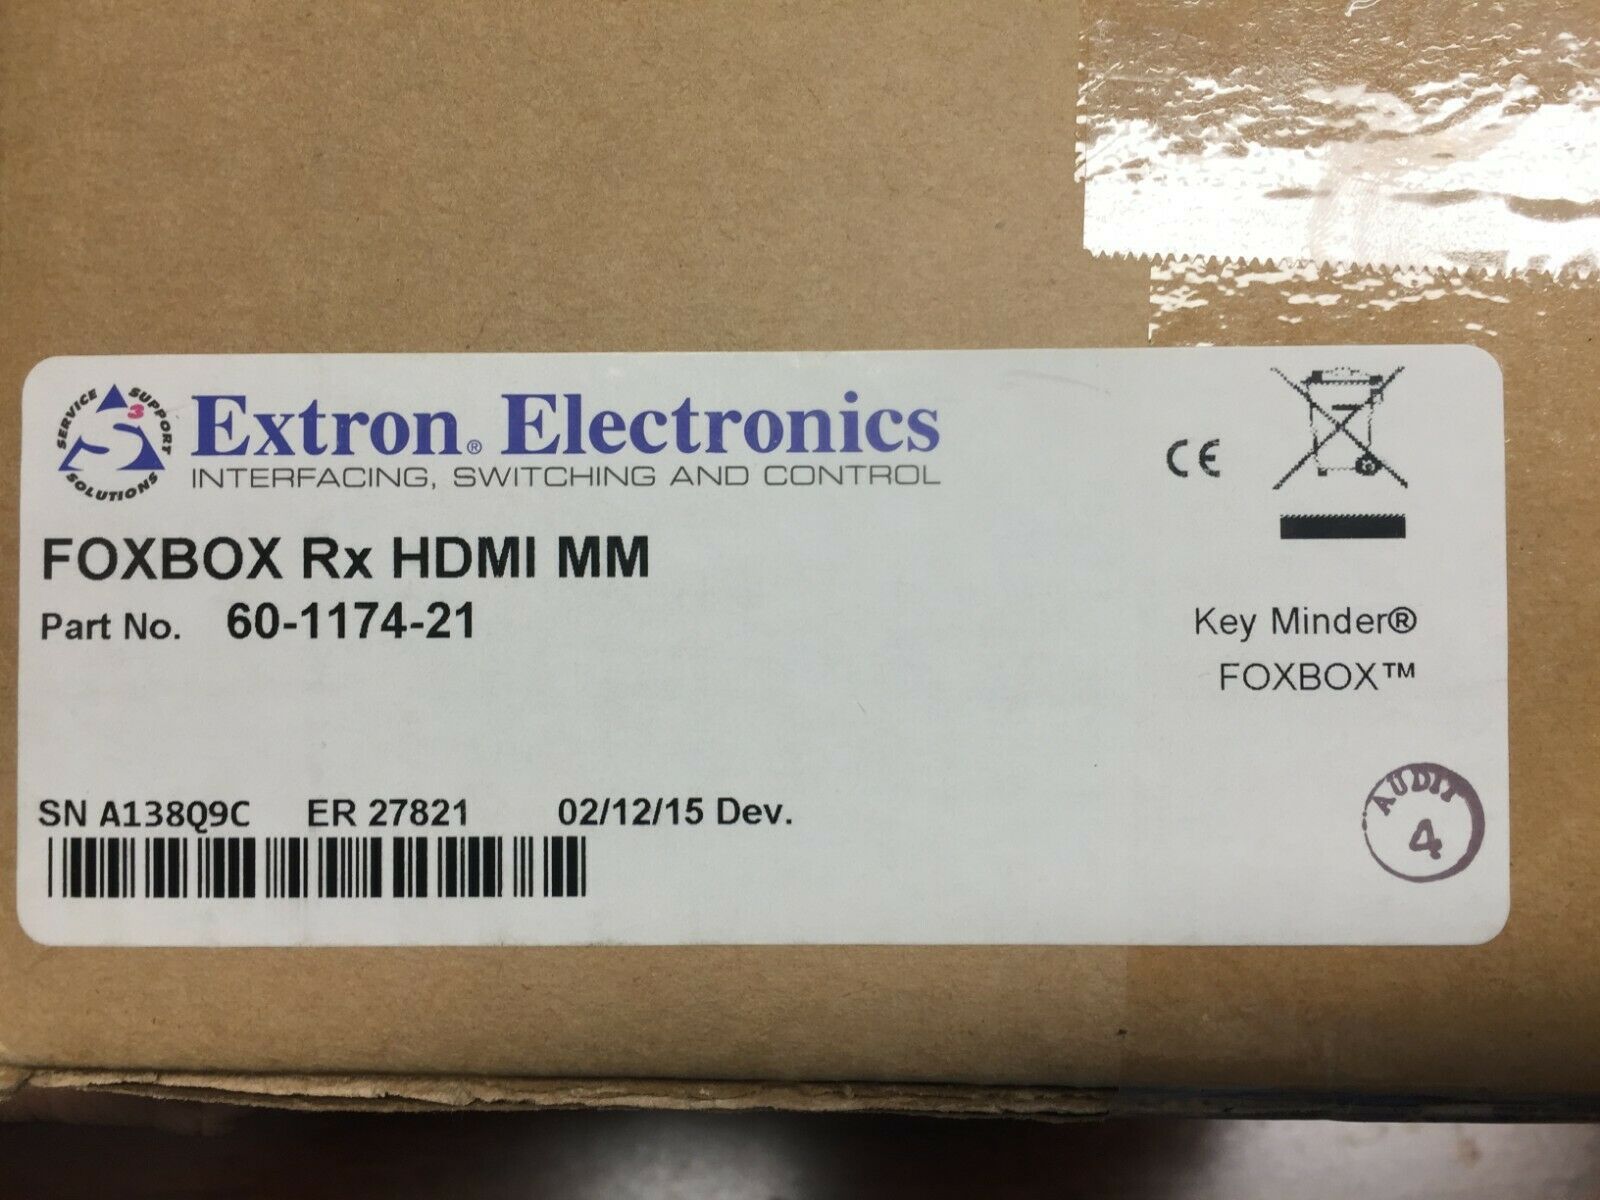 SERVICE SUPPORT SOLUTIONS
S3
Extron® Electronics
INTERFACING, SWITCHING AND CONTROL
CE
FOXBOX Rx HDMI MM
Part No. 60-1174-21
Key Minder®
FOXBOX™
SN A138Q9C ER 27821 02/12/15 Dev.
AUDIT
4